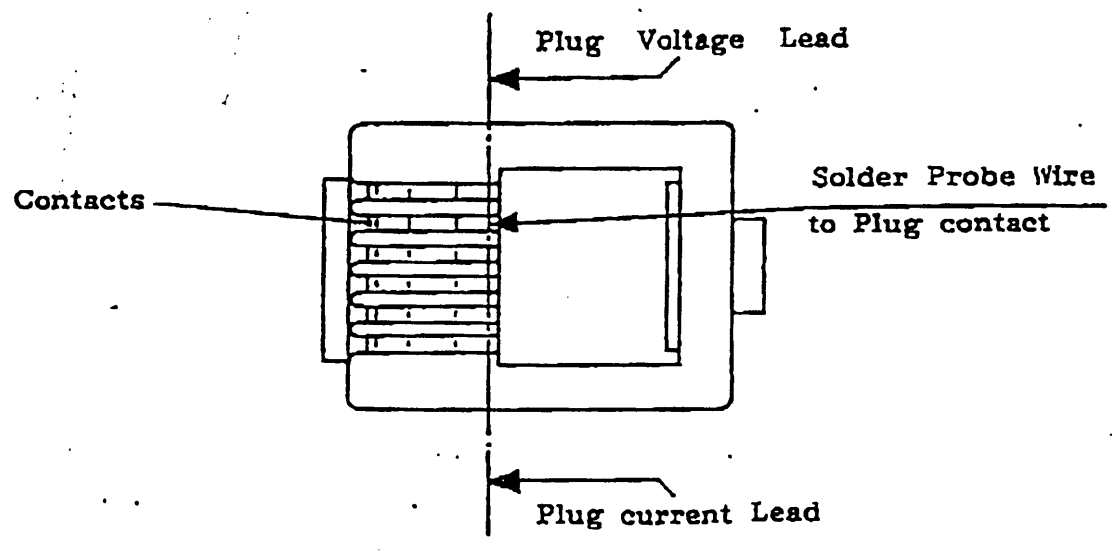 Plug Voltage Lead
Contacts
Solder Probe Wire
to Plug contact
Plug current Lead